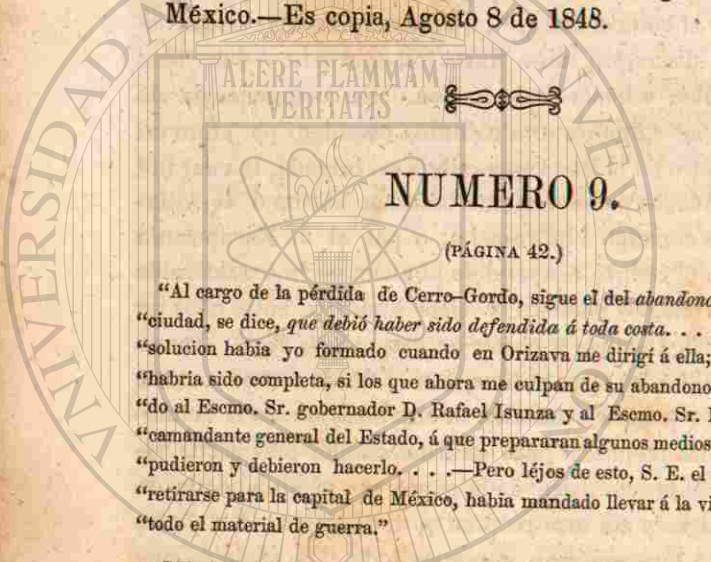 México.—Es copia, Agosto 8 de 1848.
ALERE FLAMMAM
VERITATIS
NUMERO 9.
(PÁGINA 42.)
“Al cargo de la pérdida de Cerro-Gordo, sigue el del abandono
“ciudad, se dice, que debió haber sido defendida á toda costa. . .
“solucion habia yo formado cuando en Orizava me dirigí á ella;
“habria sido completa, si los que ahora me culpan de su abandono
“do al Escmo. Sr. gobernador D. Rafael Isunza y al Escmo. Sr.
“camandante general del Estado, á que prepararan algunos medios
“pudieron y debieron hacerlo. . . .—Pero léjos de esto, S. E. el
“retirarse para la capital de México, habia mandado llevar á la
“todo el material de guerra.”